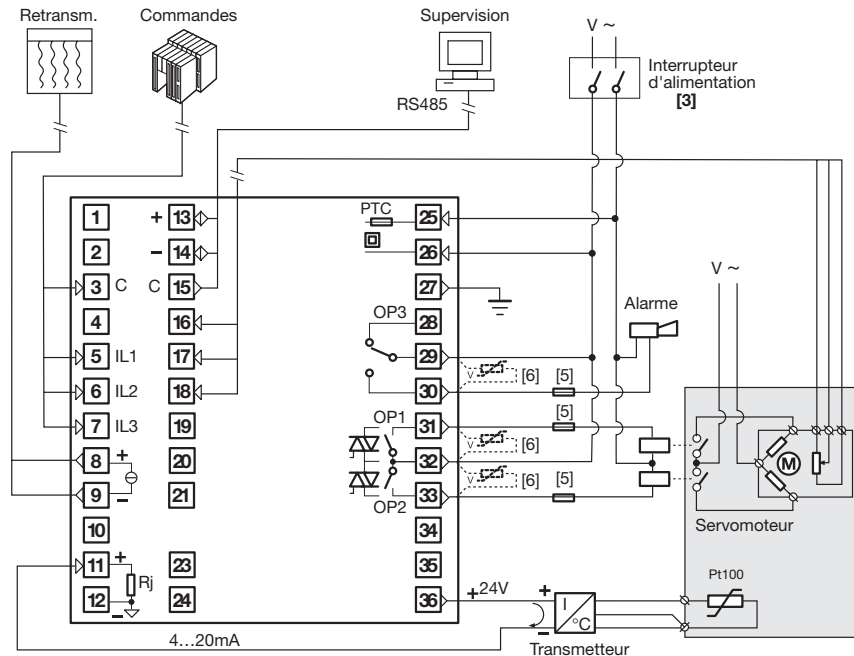 Retransm.
Commandes
Supervision
V ~
Interrupteur
d'alimentation
[3]
RS485
PTC
1
+ 13
25
2
− 14
26
3 C
C 15
27
V ~
4
16
OP3
28
Alarme
5 IL1
17
29
[6]
[5]
V
6 IL2
18
30
[5]
7 IL3
19
OP1
31
8 +
20
32
V
[6]
9 −
21
OP2
33
V
[6]
[5]
M
Servomoteur
10
34
11 +
23
35
Rj
12 −
24
36
+24V
+
−
I
°C
Pt100
4...20mA
Transmetteur